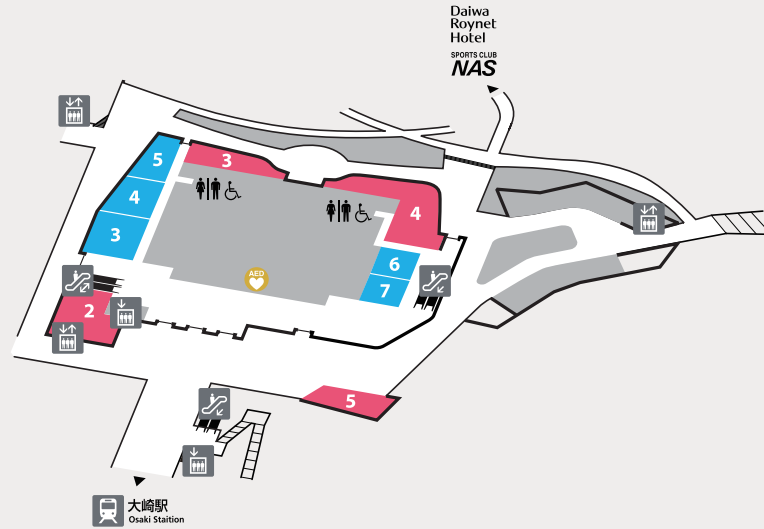 Daiwa
Roynet
Hotel
SPORTS CLUB
NAS
5
3
4
4
3
6
AED
7
2
5
大崎駅
Osaki Staition